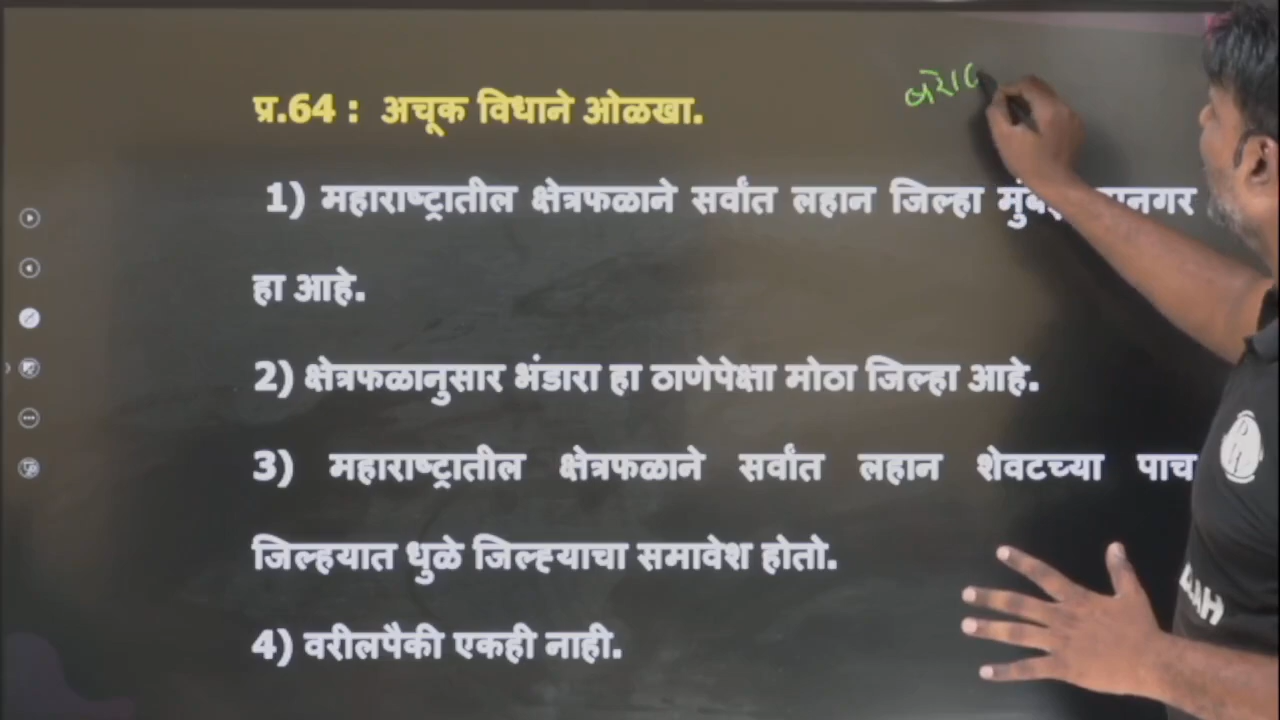 प्र.64 : अचूक विधाने ओळखा.
1) महाराष्ट्रातील क्षेत्रफळाने सर्वांत लहान जिल्हा
हा आहे.
2) क्षेत्रफळानुसार भंडारा हा ठाणेपेक्षा मोठा जिल्हा आहे.
3) महाराष्ट्रातील क्षेत्रफळाने सर्वांत लहान शेवटच्या पाच
जिल्हयात धुळे जिल्ह्याचा समावेश होतो.
4) वरीलपैकी एकही नाही.